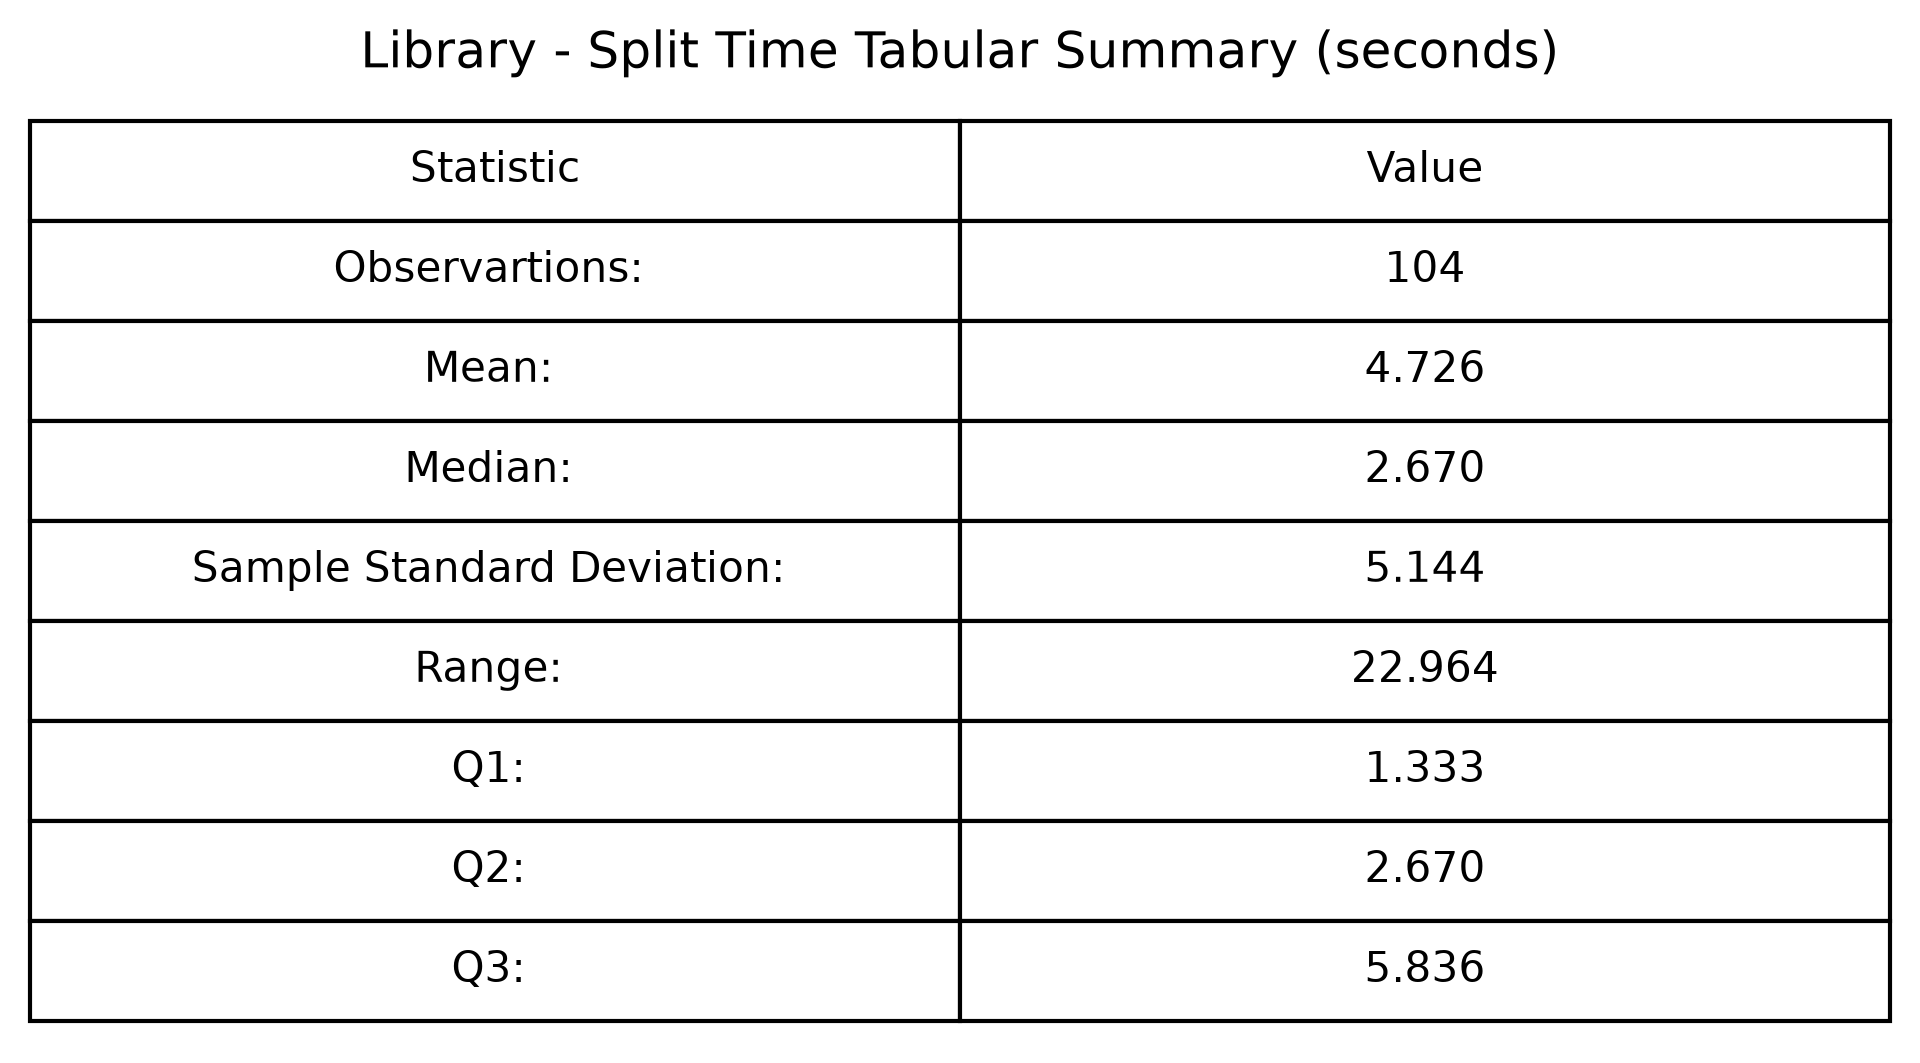 Library - Split Time Tabular Summary (seconds)
Statistic Value
Observartions: 104
Mean: 4.726
Median: 2.670
Sample Standard Deviation: 5.144
Range: 22.964
Q1: 1.333
Q2: 2.670
Q3: 5.836